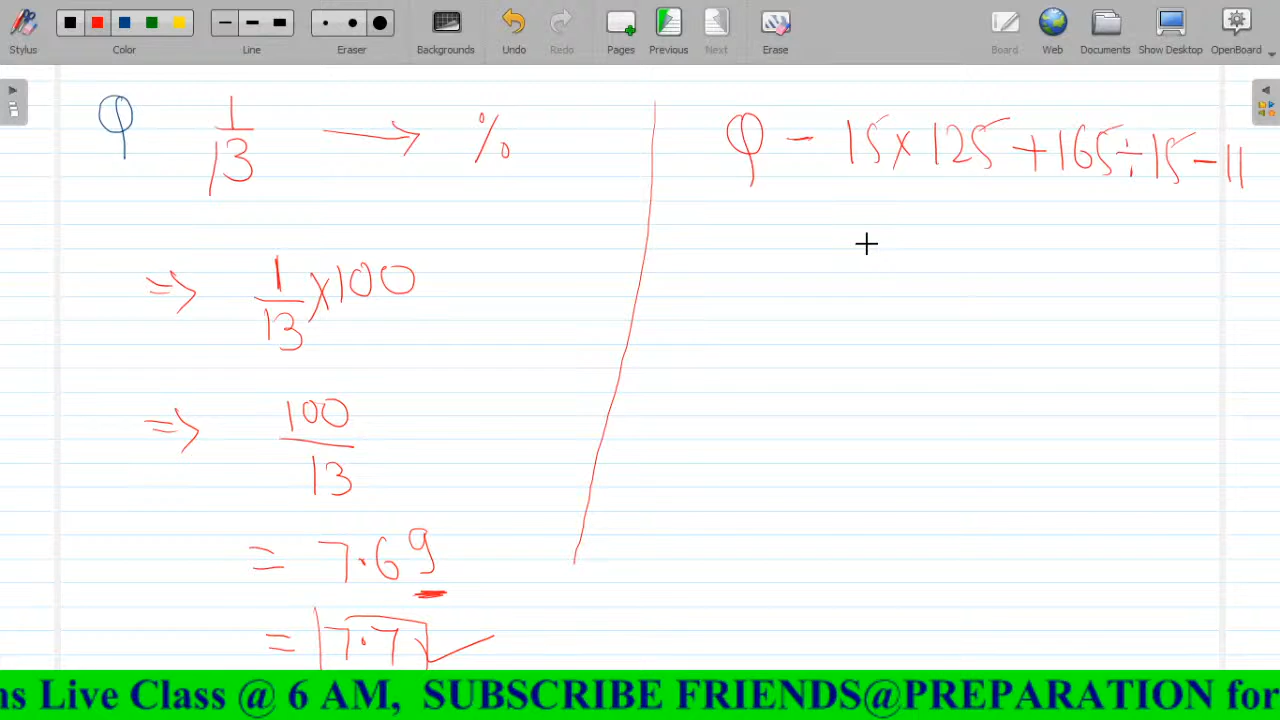 Stylus Color Line Eraser Backgrounds Undo Redo Pages Previous Next Erase Board Web Documents Show Desktop OpenBoard
Q 1/13 → %
⇒ 1/13 × 100
⇒ 100/13
= 7.69
= 7.7
Q - 15 × 125 + 165 ÷ 15 - 11
ns Live Class @ 6 AM, SUBSCRIBE FRIENDS@PREPARATION for